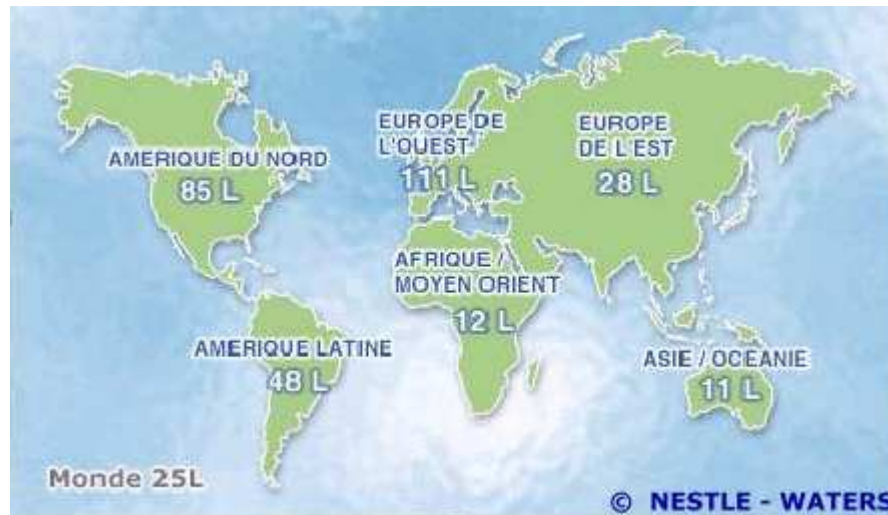 AMERIQUE DU NORD
85 L
EUROPE DE
L'OUEST
111 L
EUROPE
DE L'EST
28 L
AFRIQUE /
MOYEN ORIENT
12 L
AMERIQUE LATINE
48 L
ASIE / OCEANIE
11 L
Monde 25L
© NESTLE - WATERS